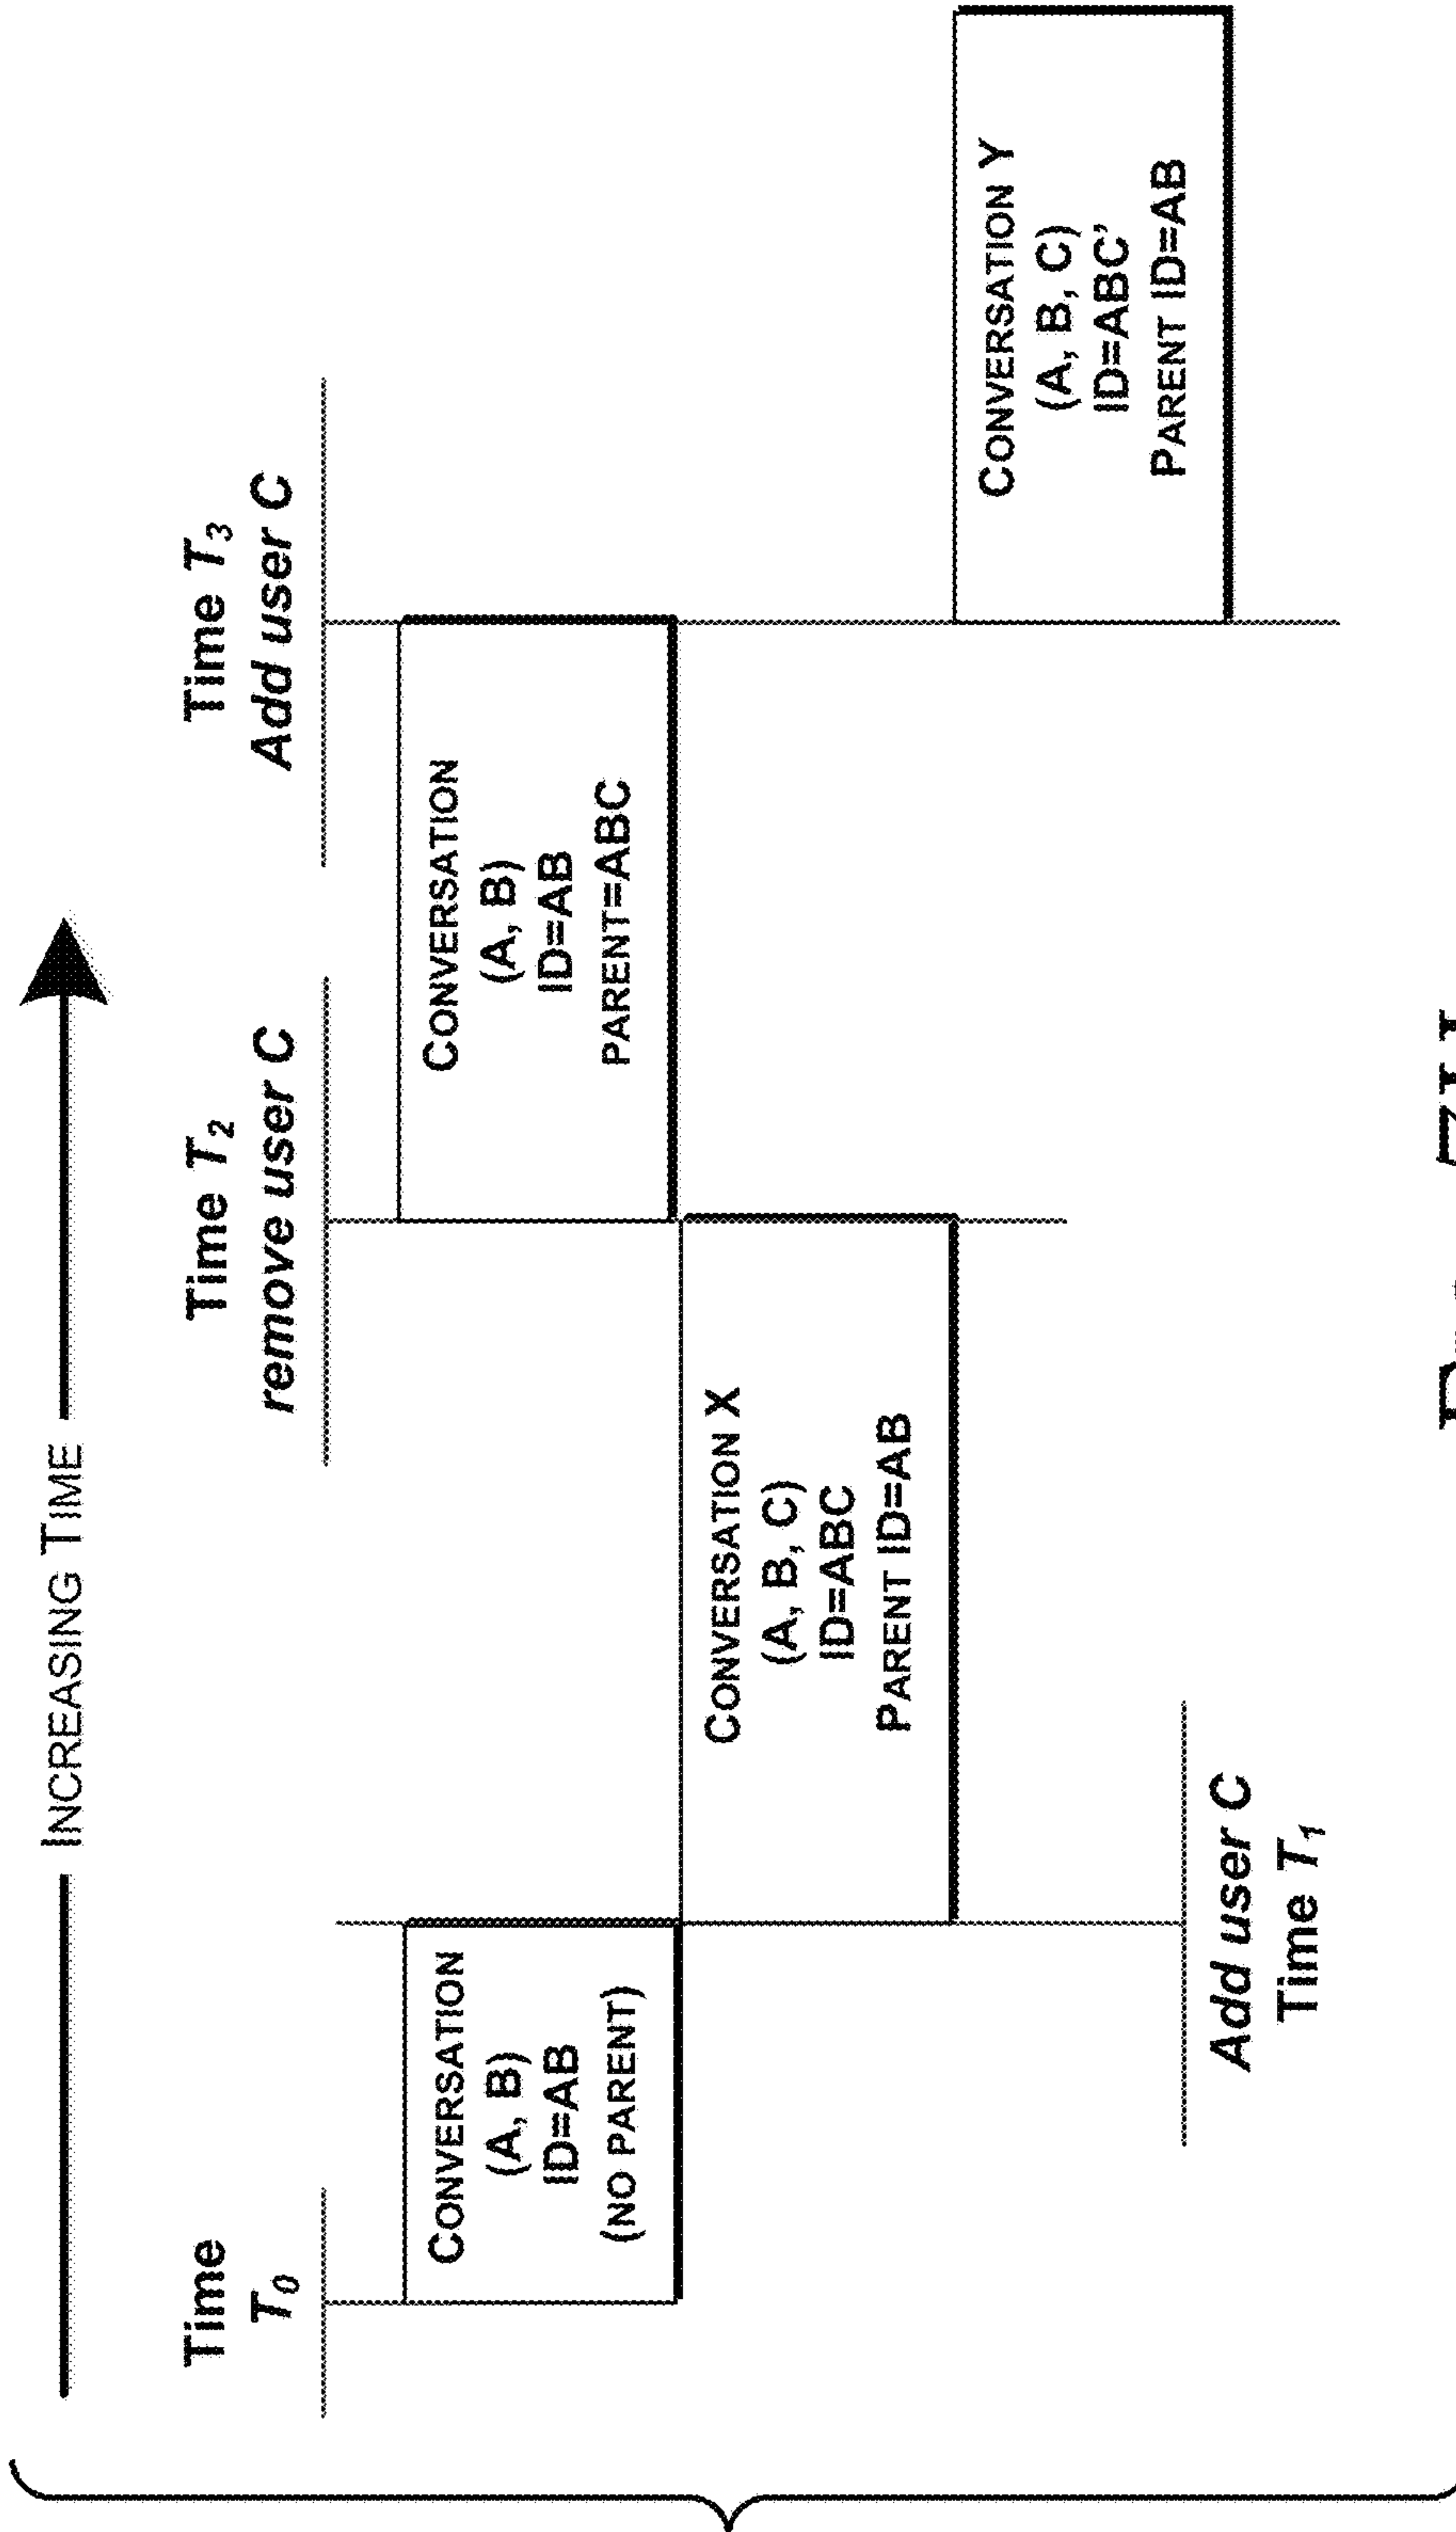 INCREASING TIME
Time
T0
Time T2
remove user C
Time T3
Add user C
CONVERSATION
(A, B)
ID=AB
(NO PARENT)
CONVERSATION
(A, B)
ID=AB
PARENT=ABC
CONVERSATION X
(A, B, C)
ID=ABC
PARENT ID=AB
CONVERSATION Y
(A, B, C)
ID=ABC'
PARENT ID=AB
Add user C
Time T1